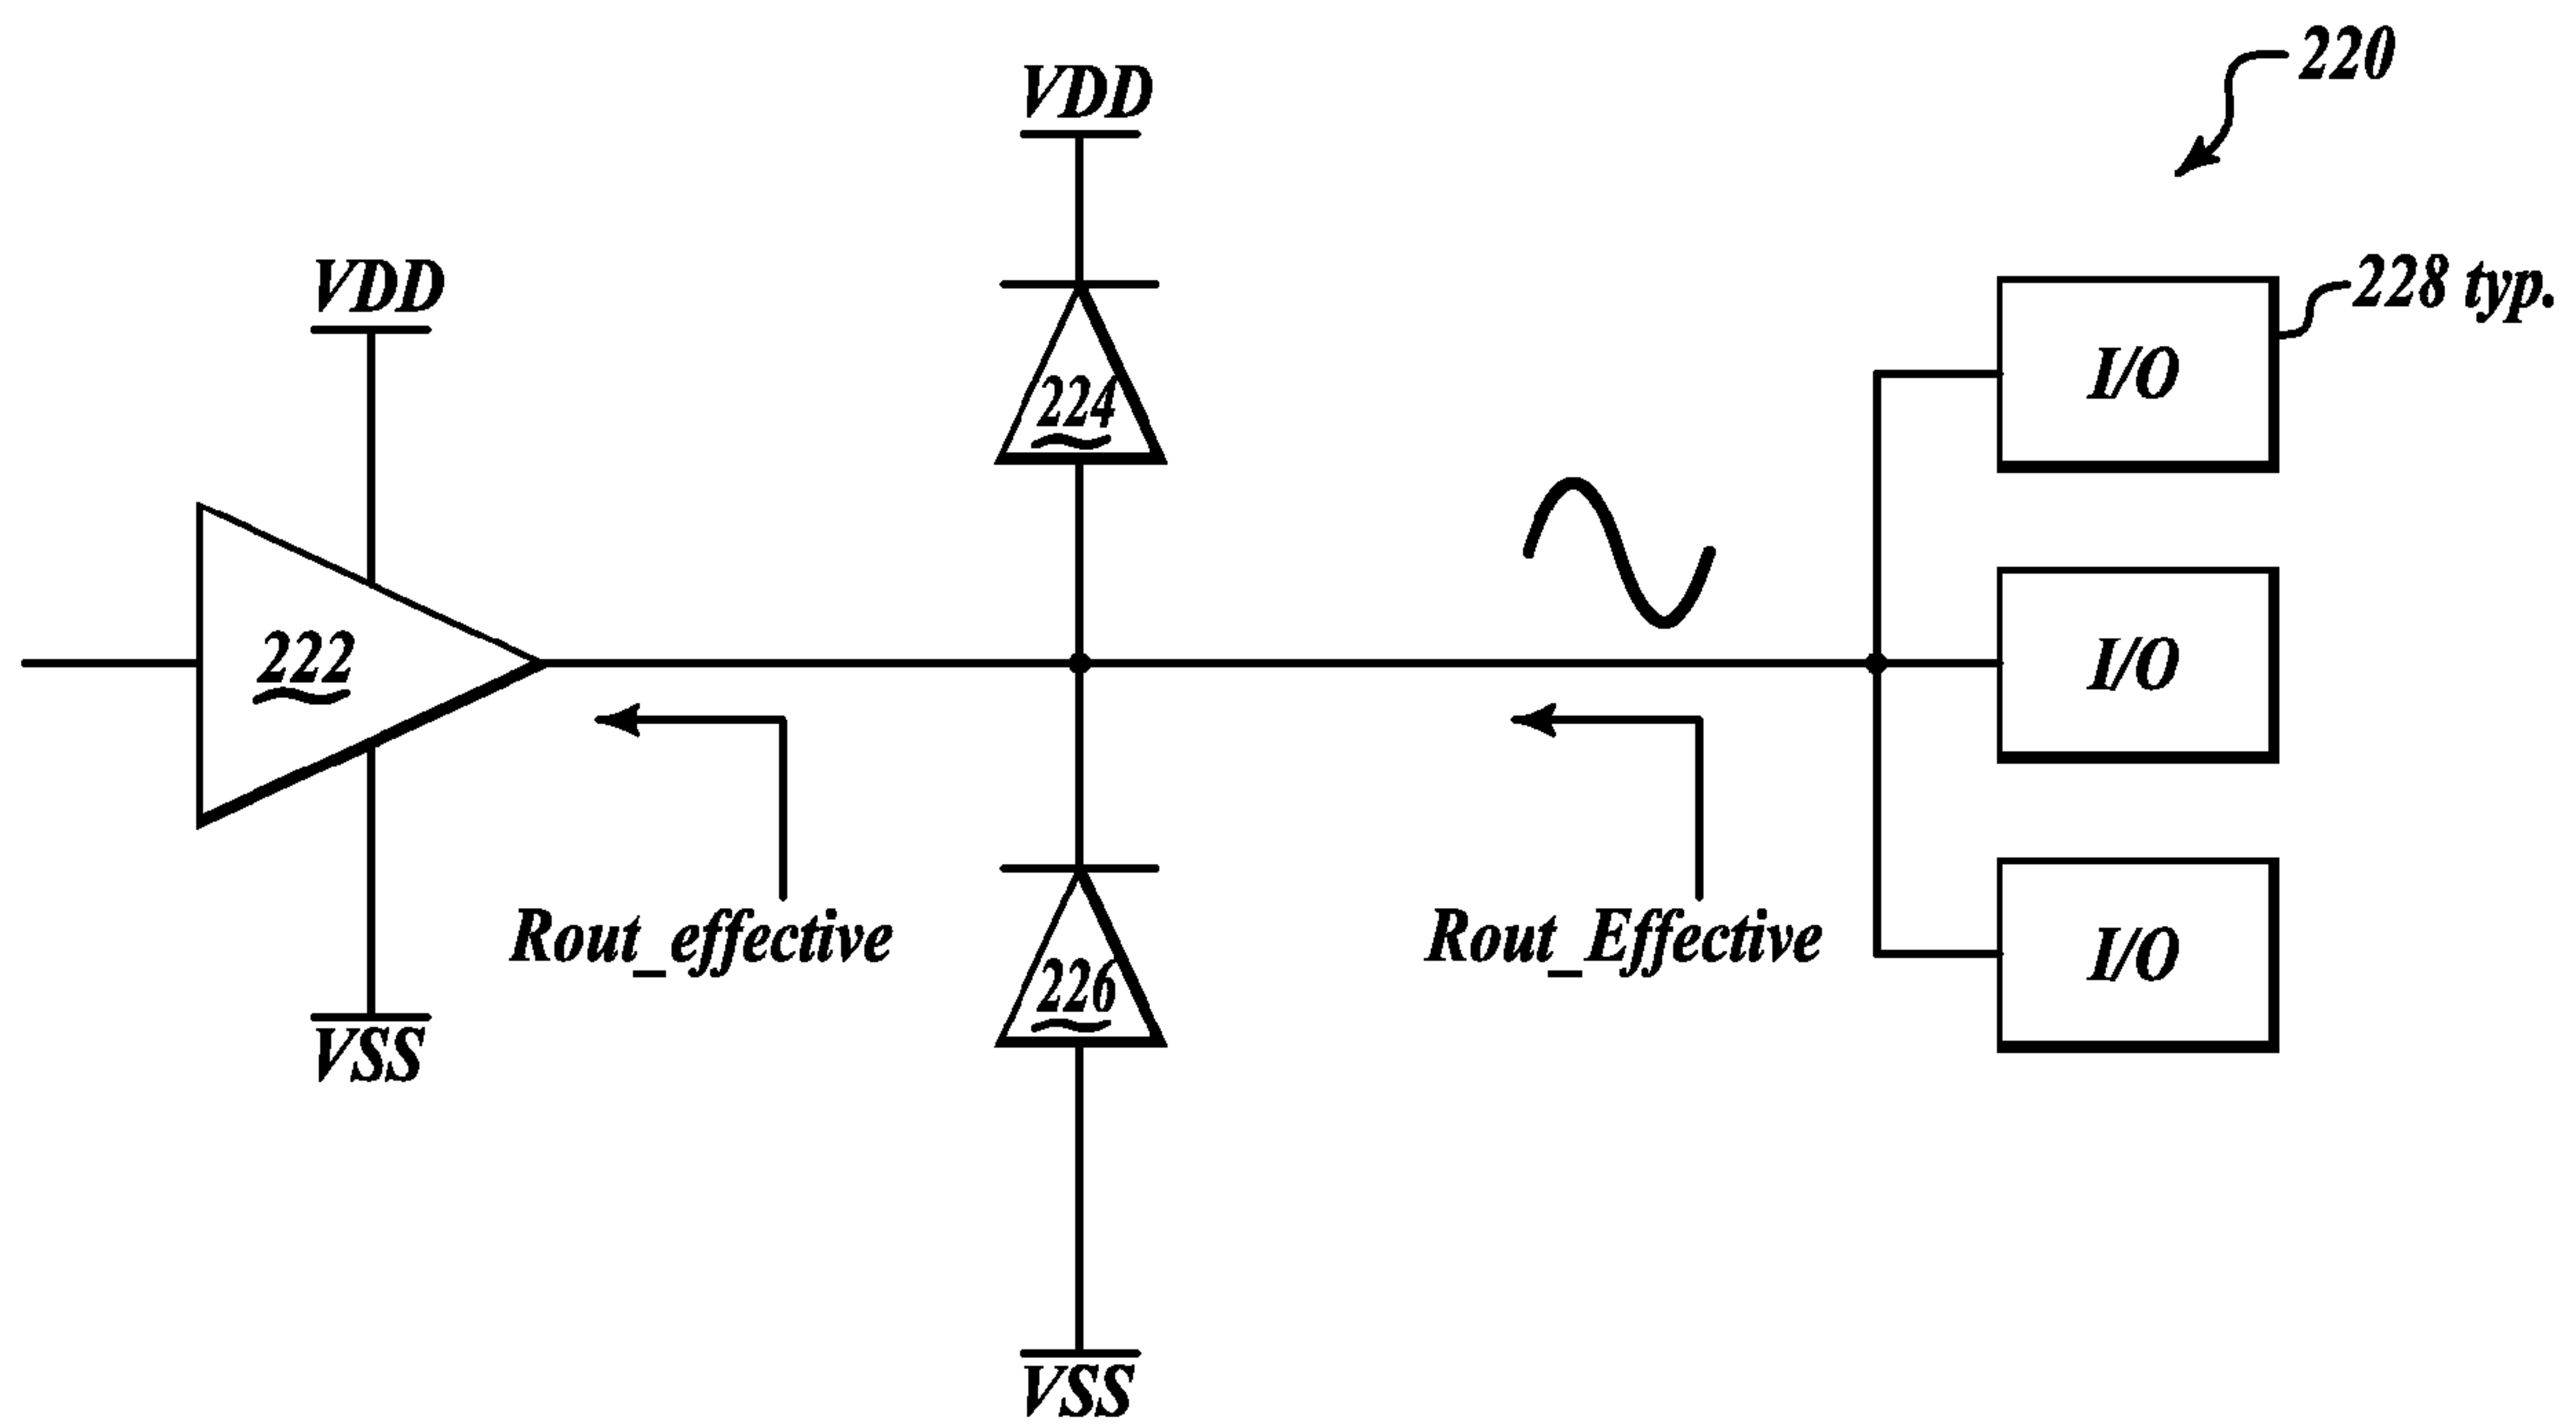 220
VDD
VDD
228 typ.
I/O
224
222
I/O
Rout_effective
Rout_Effective
I/O
226
VSS
VSS